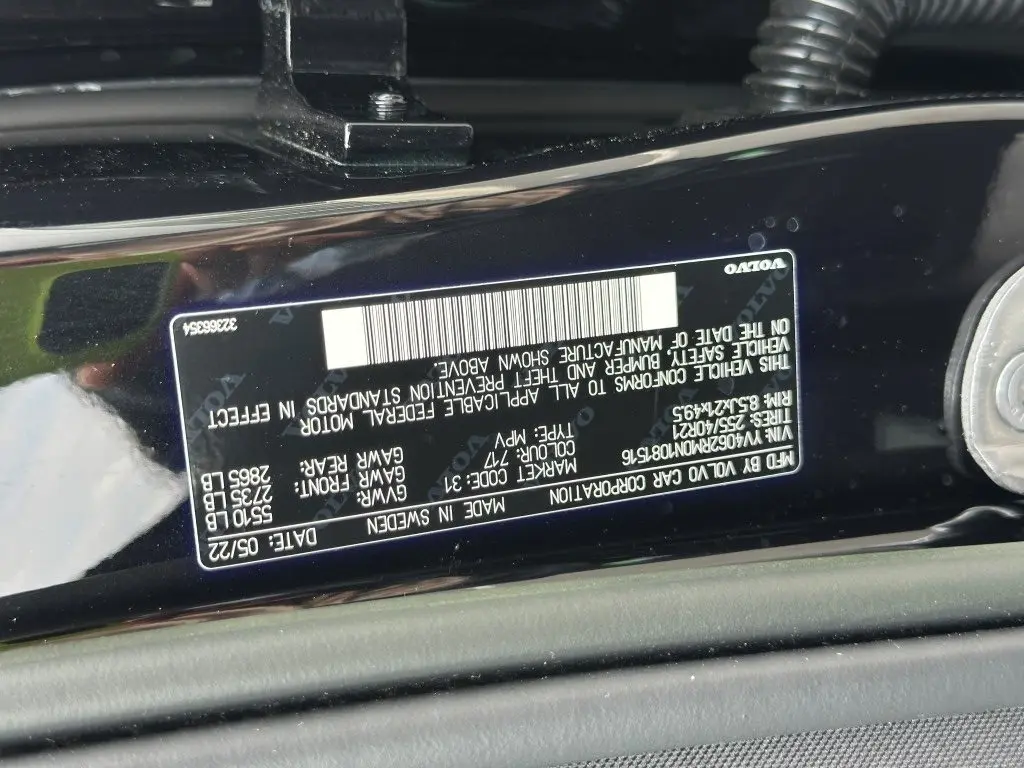 MFD BY VOLVO CAR CORPORATION MADE IN SWEDEN DATE: 05/22
VIN: YV4062RM0N1081516 MARKET CODE: 31 GVWR: 5510 LB
TIRES: 255/40R21 COLOUR: 717 GAWR FRONT: 2735 LB
RIM: 8.5Jx21x49.5 TYPE: MPV GAWR REAR: 2865 LB
THIS VEHICLE CONFORMS TO ALL APPLICABLE FEDERAL MOTOR
VEHICLE SAFETY, BUMPER AND THEFT PREVENTION STANDARDS IN EFFECT
ON THE DATE OF MANUFACTURE SHOWN ABOVE.
VOLVO 32366354